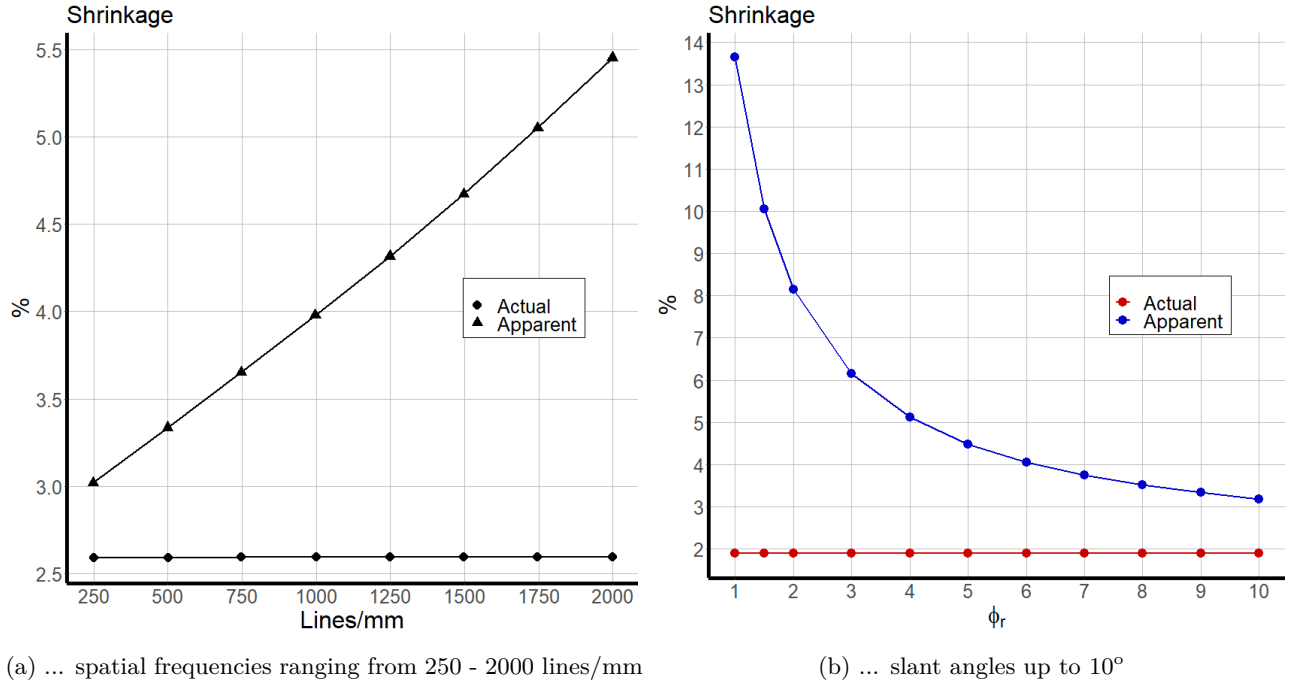 Shrinkage
5.5
5.0
4.5
4.0
3.5
3.0
2.5
%
Actual
Apparent
250 500 750 1000 1250 1500 1750 2000
Lines/mm
(a) ... spatial frequencies ranging from 250 - 2000 lines/mm
Shrinkage
14
13
12
11
10
9
8
7
6
5
4
3
2
%
Actual
Apparent
1 2 3 4 5 6 7 8 9 10
ϕr
(b) ... slant angles up to 10º